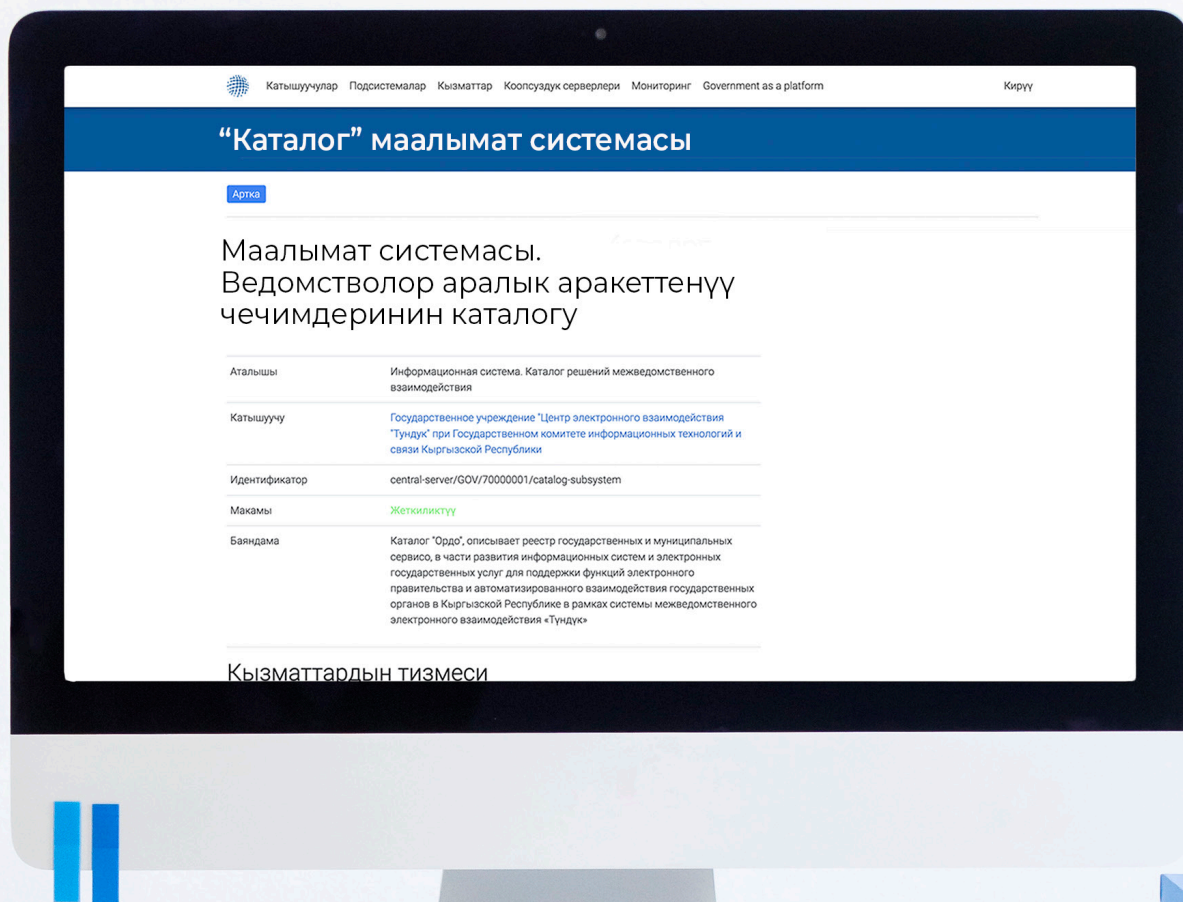 Катышуучулар Подсистемалар Кызматтар Коопсуздук серверлери Мониторинг Government as a platform Кирүү
“Каталог” маалымат системасы
Артка
Маалымат системасы.
Ведомстволор аралык аракеттенүү
чечимдеринин каталогу
Аталышы Информационная система. Каталог решений межведомственного
взаимодействия
Катышуучу Государственное учреждение "Центр электронного взаимодействия
"Тундук" при Государственном комитете информационных технологий и
связи Кыргызской Республики
Идентификатор central-server/GOV/70000001/catalog-subsystem
Макамы Жеткиликтүү
Баяндама Каталог "Ордо", описывает реестр государственных и муниципальных
сервисо, в части развития информационных систем и электронных
государственных услуг для поддержки функций электронного
правительства и автоматизированного взаимодействия государственных
органов в Кыргызской Республике в рамках системы межведомственного
электронного взаимодействия «Түндүк»
Кызматтардын тизмеси